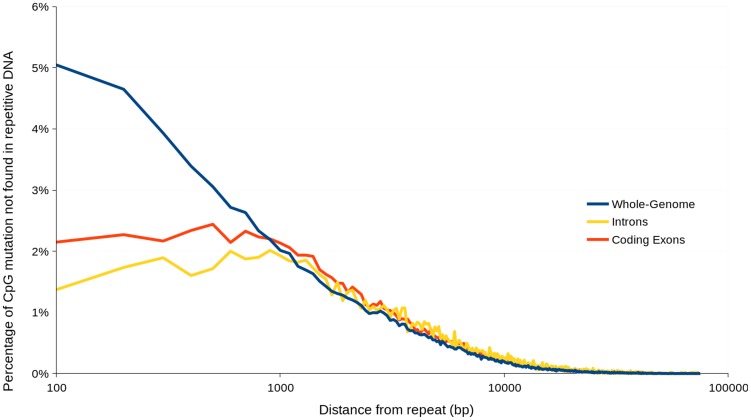 6%
5%
4%
3%
2%
1%
0%
Percentage of CpG mutation not found in repetitive DNA
Whole-Genome
Introns
Coding Exons
100
1000
10000
100000
Distance from repeat (bp)